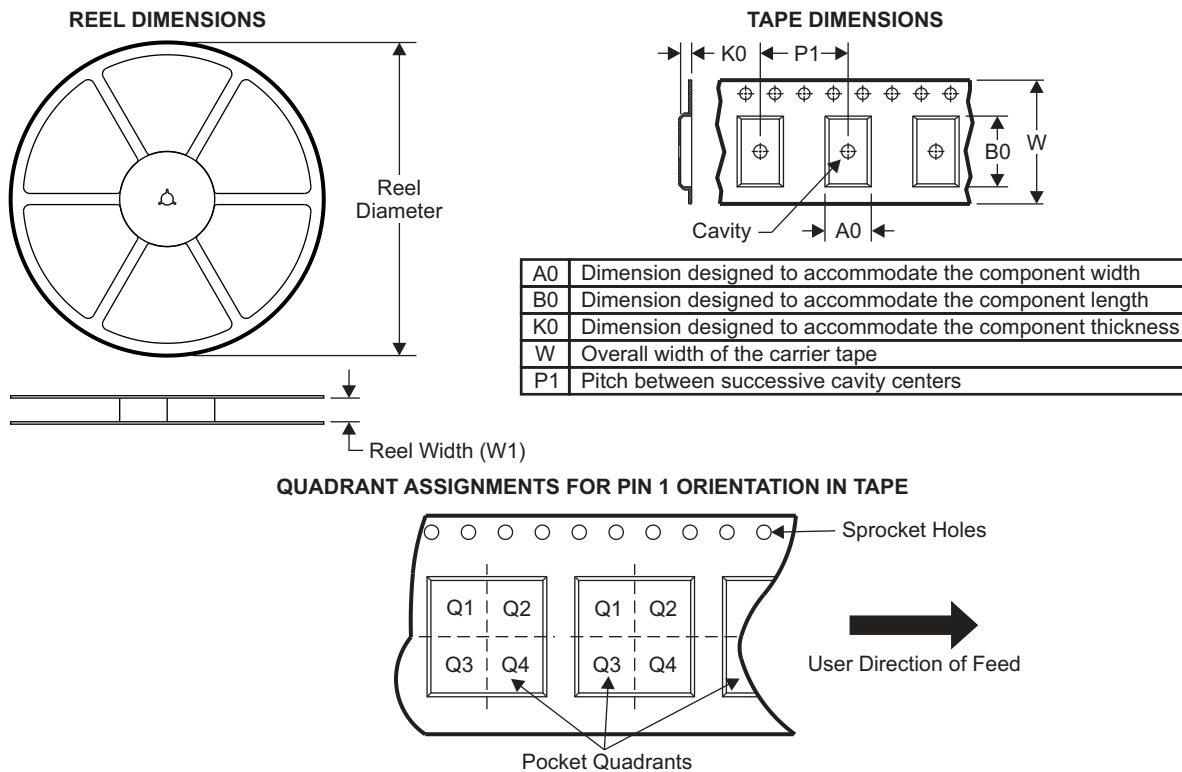 REEL DIMENSIONS
Reel
Diameter
Reel Width (W1)
TAPE DIMENSIONS
K0
P1
B0
W
Cavity
A0
A0 Dimension designed to accommodate the component width
B0 Dimension designed to accommodate the component length
K0 Dimension designed to accommodate the component thickness
W Overall width of the carrier tape
P1 Pitch between successive cavity centers
QUADRANT ASSIGNMENTS FOR PIN 1 ORIENTATION IN TAPE
Sprocket Holes
Q1 Q2 Q1 Q2
Q3 Q4 Q3 Q4
User Direction of Feed
Pocket Quadrants